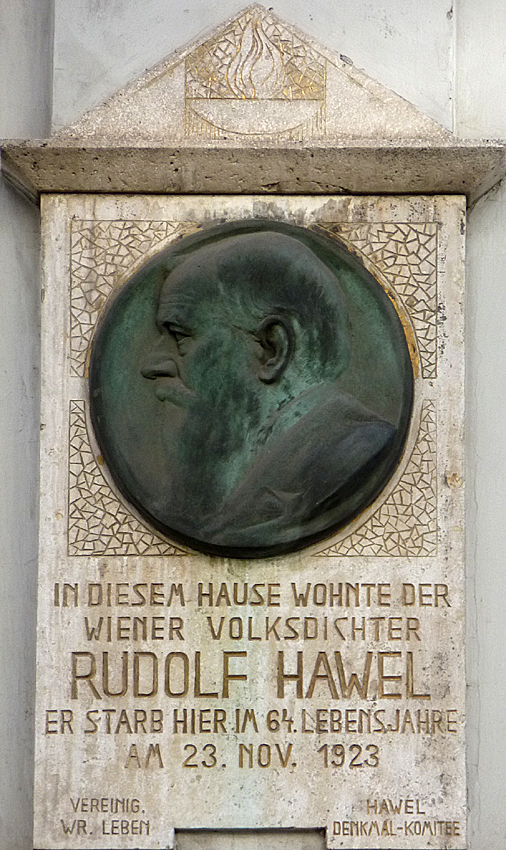 IN DIESEM HAUSE WOHNTE DER
WIENER VOLKSDICHTER
RUDOLF HAWEL
ER STARB HIER IM 64. LEBENSJAHRE
AM 23. NOV. 1923
VEREINIG.
WR. LEBEN
HAWEL
DENKMAL-KOMITEE